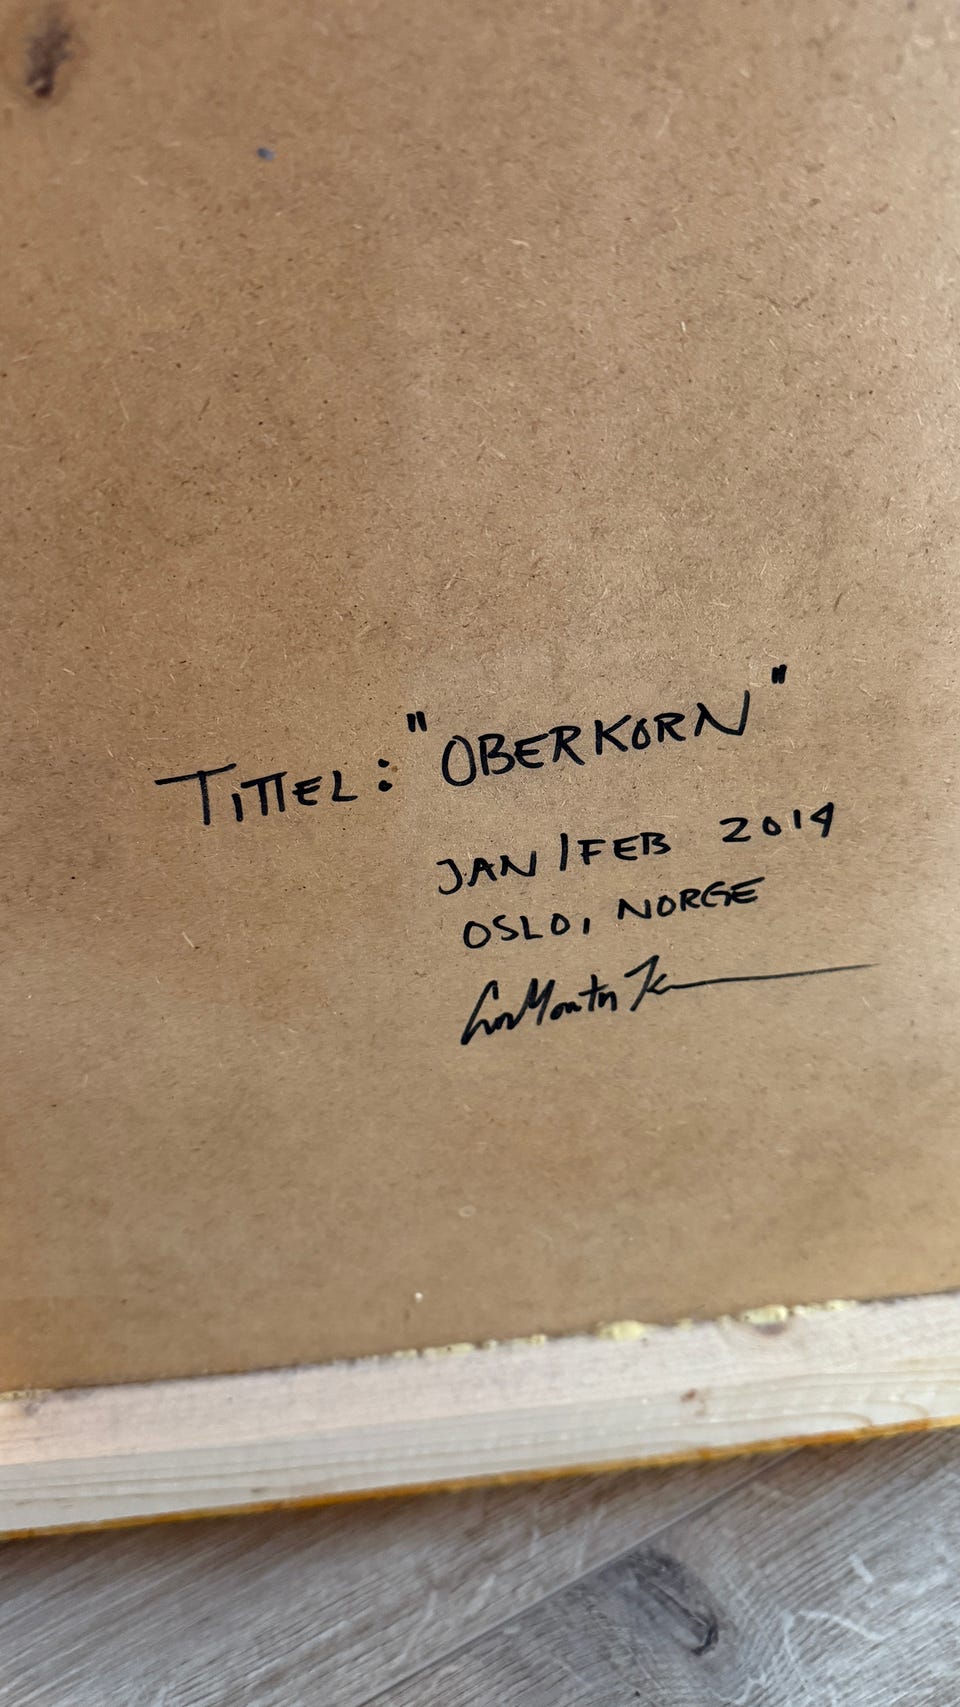 TITTEL: "OBERKORN"
JAN/FEB 2014
OSLO, NORGE